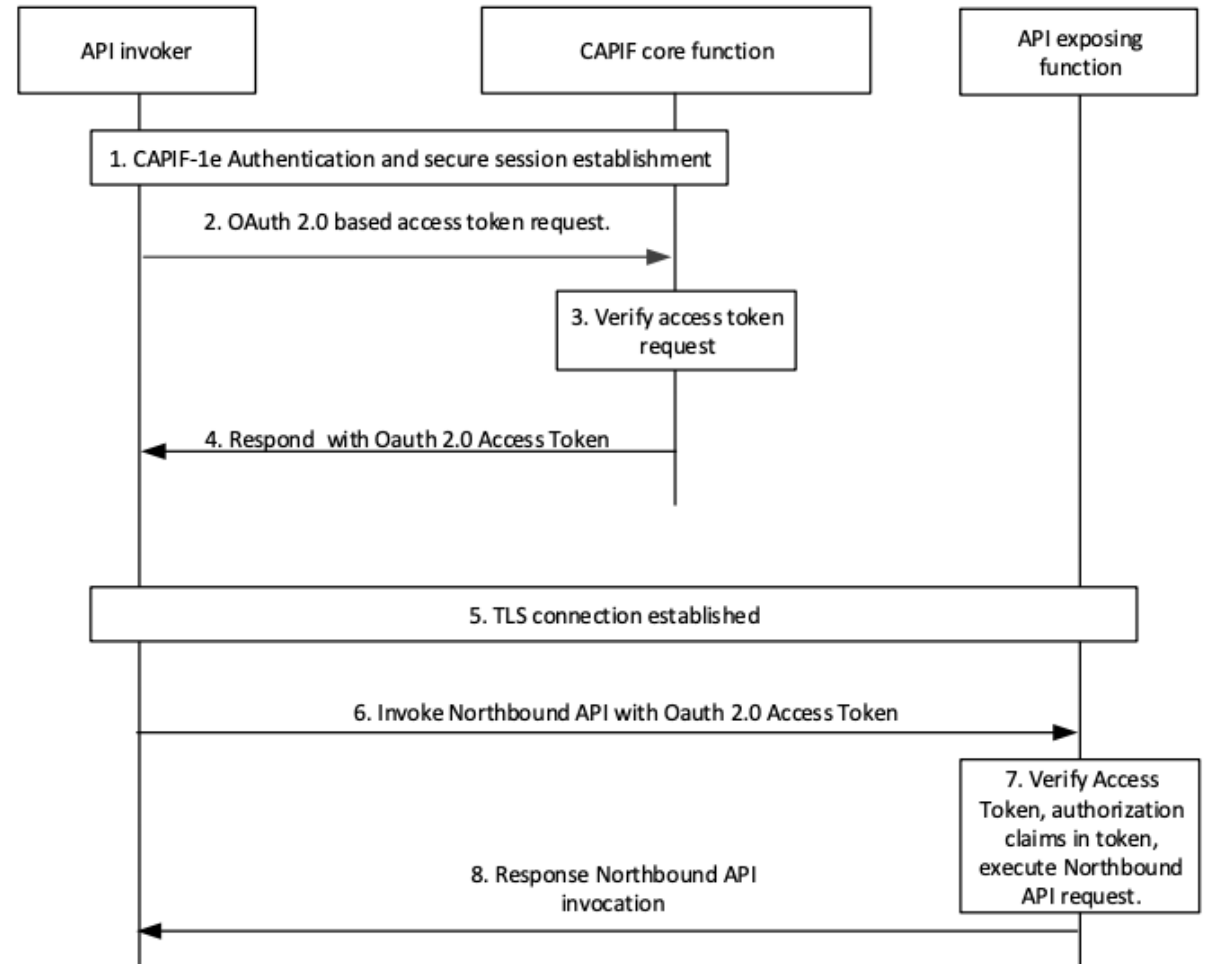 API invoker
CAPIF core function
API exposing
function
1. CAPIF-1e Authentication and secure session establishment
2. OAuth 2.0 based access token request.
3. Verify access token
request
4. Respond with Oauth 2.0 Access Token
5. TLS connection established
6. Invoke Northbound API with Oauth 2.0 Access Token
7. Verify Access
Token, authorization
claims in token,
execute Northbound
API request.
8. Response Northbound API
invocation